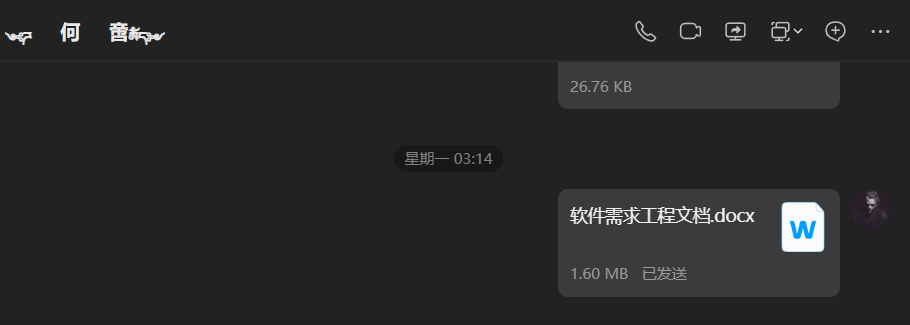 何
26.76 KB
星期一 03:14
软件需求工程文档.docx
W
1.60 MB 已发送